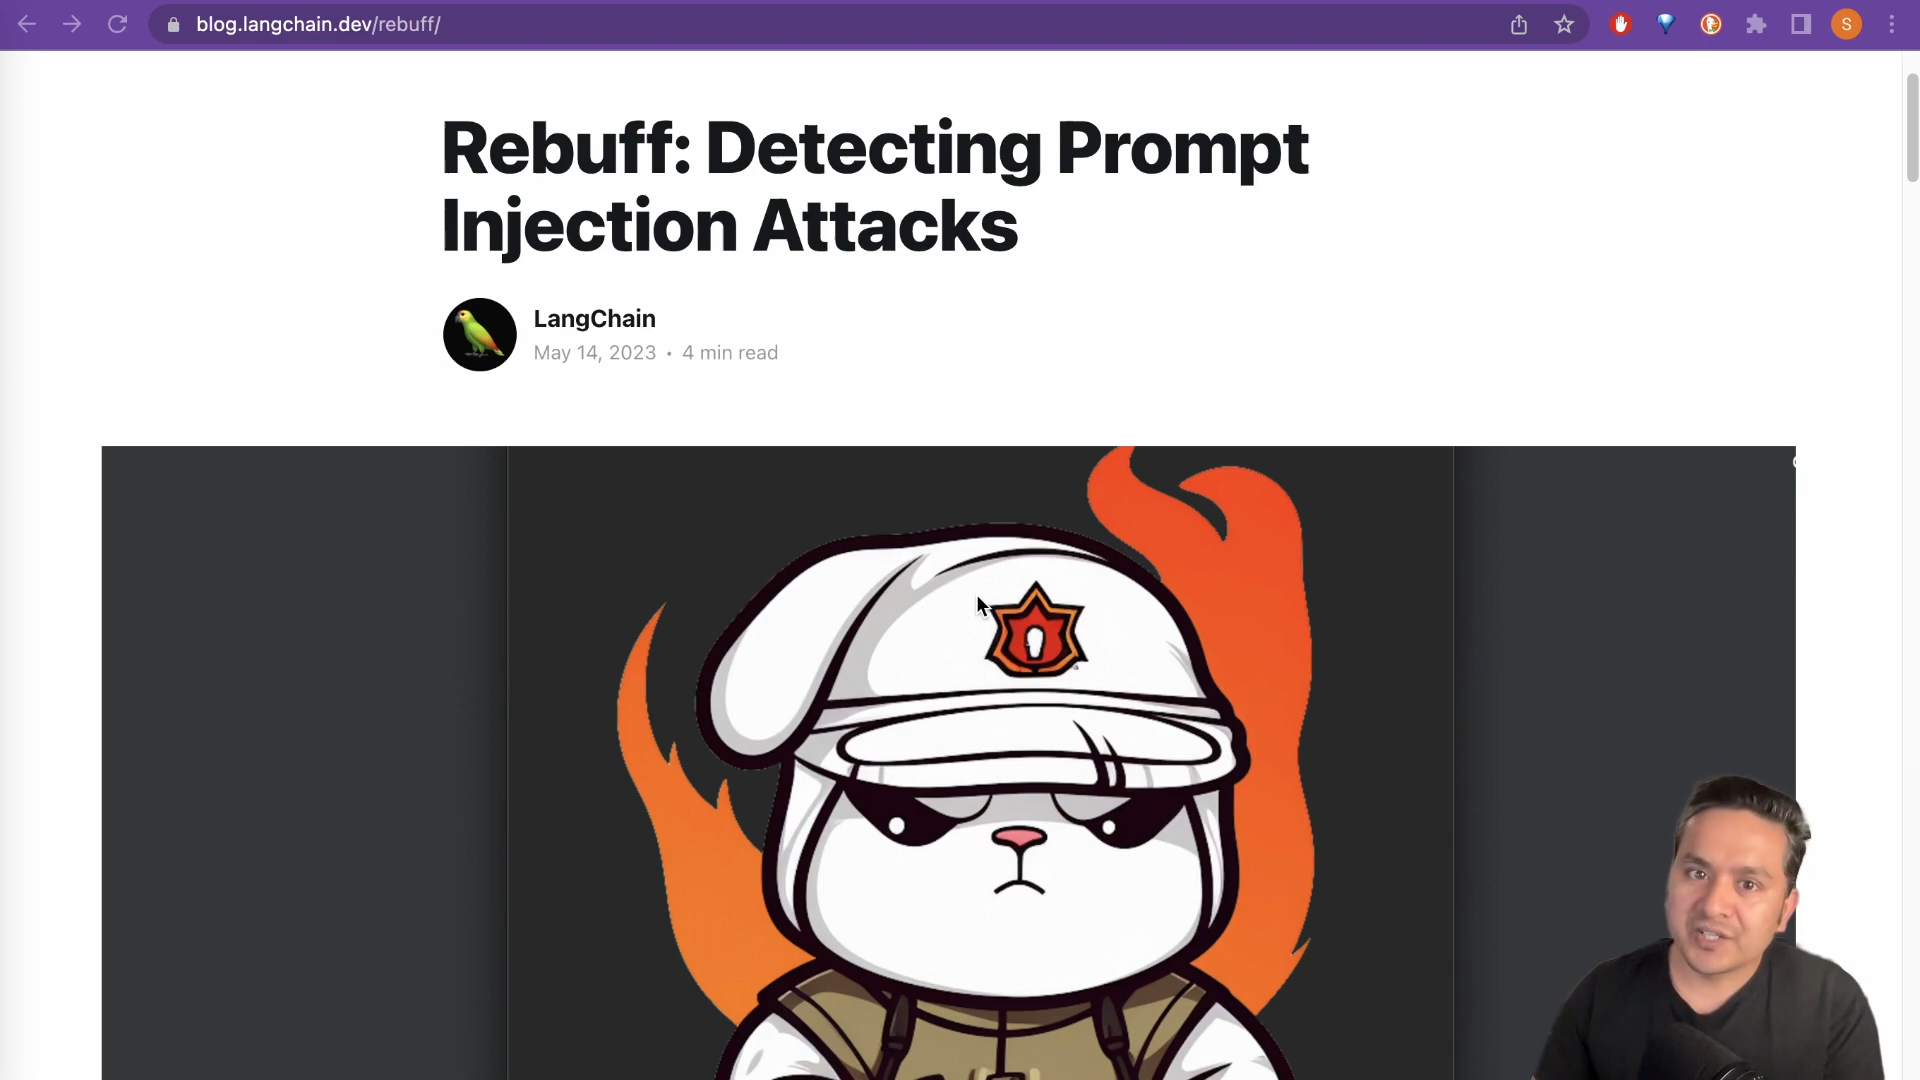 blog.langchain.dev/rebuff/
S
Rebuff: Detecting Prompt
Injection Attacks
LangChain
May 14, 2023 • 4 min read